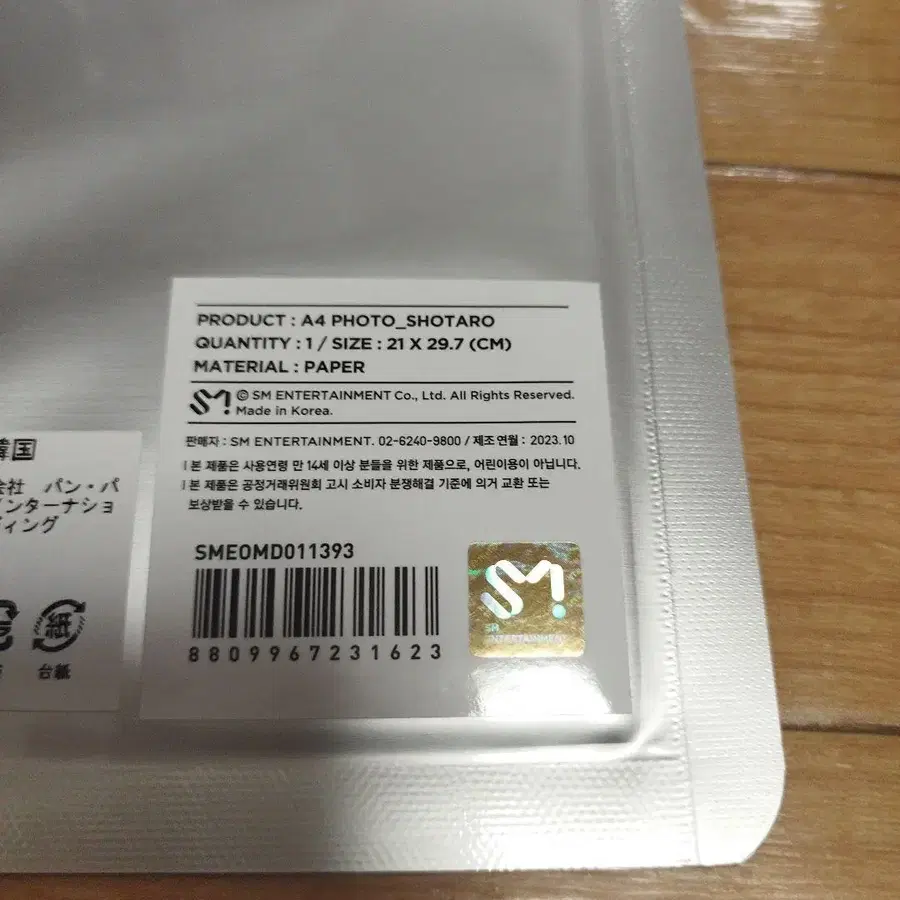 PRODUCT : A4 PHOTO_SHOTARO
QUANTITY : 1 / SIZE : 21 X 29.7 (CM)
MATERIAL : PAPER
SM! © SM ENTERTAINMENT Co., Ltd. All Rights Reserved.
Made in Korea.
판매자 : SM ENTERTAINMENT. 02-6240-9800 / 제조 연월 : 2023.10
| 본 제품은 사용연령 만 14세 이상 분들을 위한 제품으로, 어린이용이 아닙니다.
| 본 제품은 공정거래위원회 고시 소비자 분쟁해결 기준에 의거 교환 또는
보상받을 수 있습니다.
SMEOMD011393
8809967231623
SM!
SM
ENTERTAINMENT
韓国
会社 パン・パ
インターナショ
ディング
紙
台紙